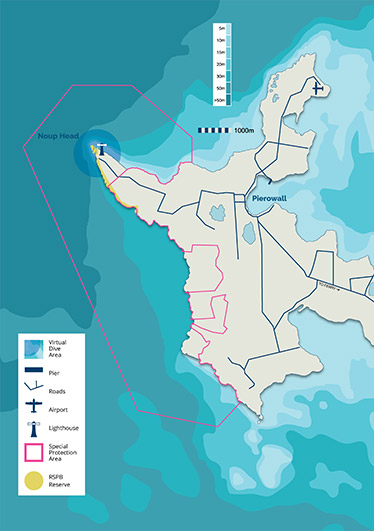 5m
10m
20m
30m
50m
+50m
1000m
Noup Head
Pierowall
Virtual
Dive
Area
Pier
Roads
Airport
Lighthouse
Special
Protection
Area
RSPB
Reserve